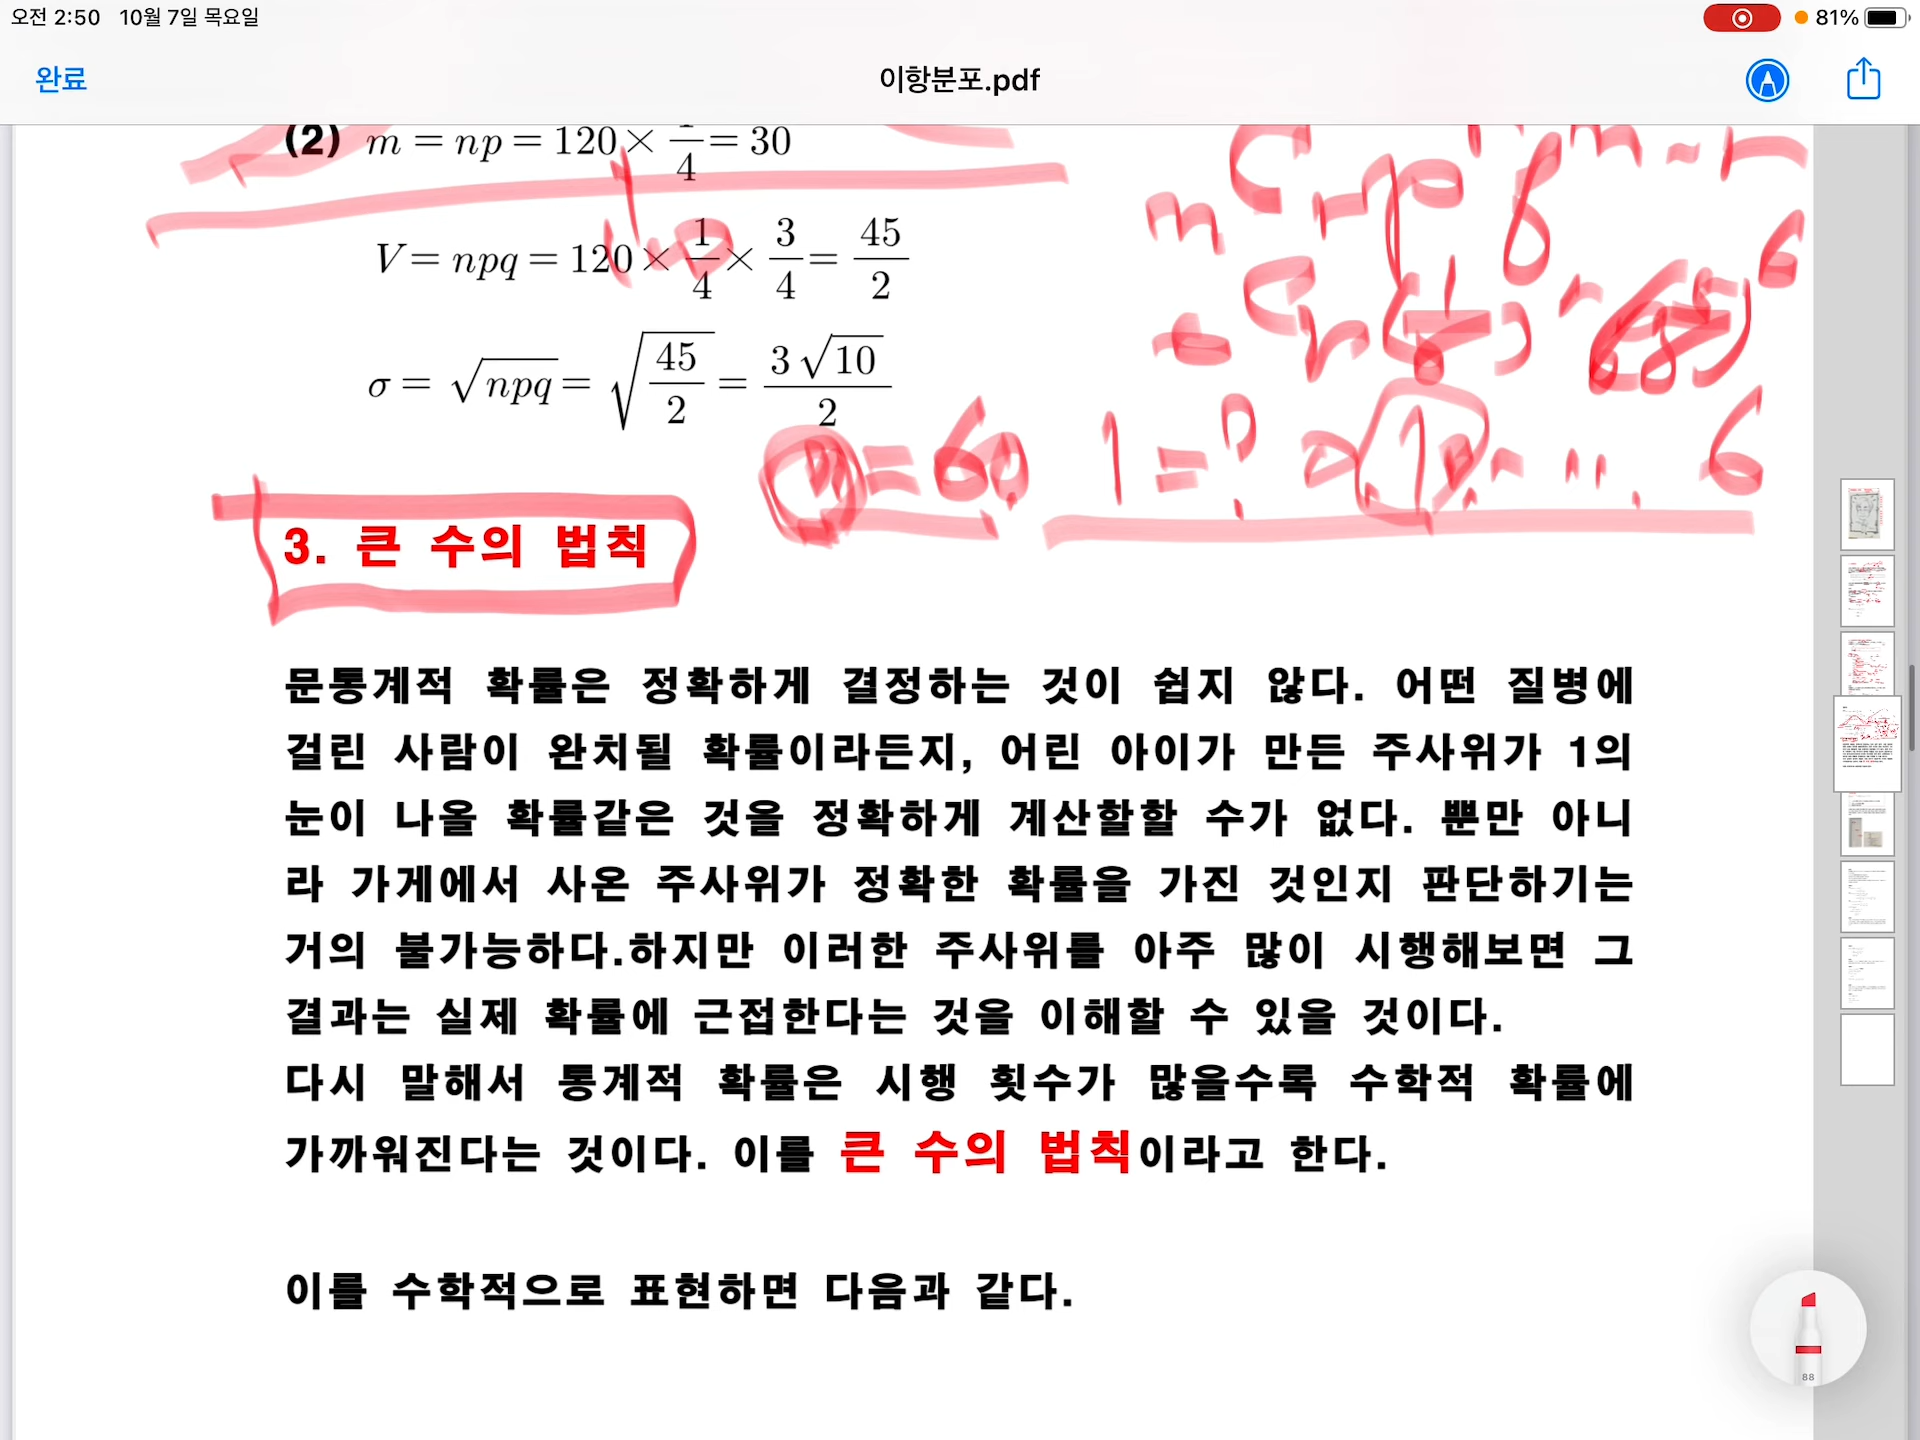 오전 2:50 10월 7일 목요일
81%
완료
이항분포.pdf
(2) m = np = 120 × 1/4 = 30
V = npq = 120 × 1/4 × 3/4 = 45/2
σ = √npq = √45/2 = 3√10/2
n = 60
3. 큰 수의 법칙
문통계적 확률은 정확하게 결정하는 것이 쉽지 않다. 어떤 질병에
걸린 사람이 완치될 확률이라든지, 어린 아이가 만든 주사위가 1의
눈이 나올 확률같은 것을 정확하게 계산할할 수가 없다. 뿐만 아니
라 가게에서 사온 주사위가 정확한 확률을 가진 것인지 판단하기는
거의 불가능하다.하지만 이러한 주사위를 아주 많이 시행해보면 그
결과는 실제 확률에 근접한다는 것을 이해할 수 있을 것이다.
다시 말해서 통계적 확률은 시행 횟수가 많을수록 수학적 확률에
가까워진다는 것이다. 이를 큰 수의 법칙이라고 한다.
이를 수학적으로 표현하면 다음과 같다.
88